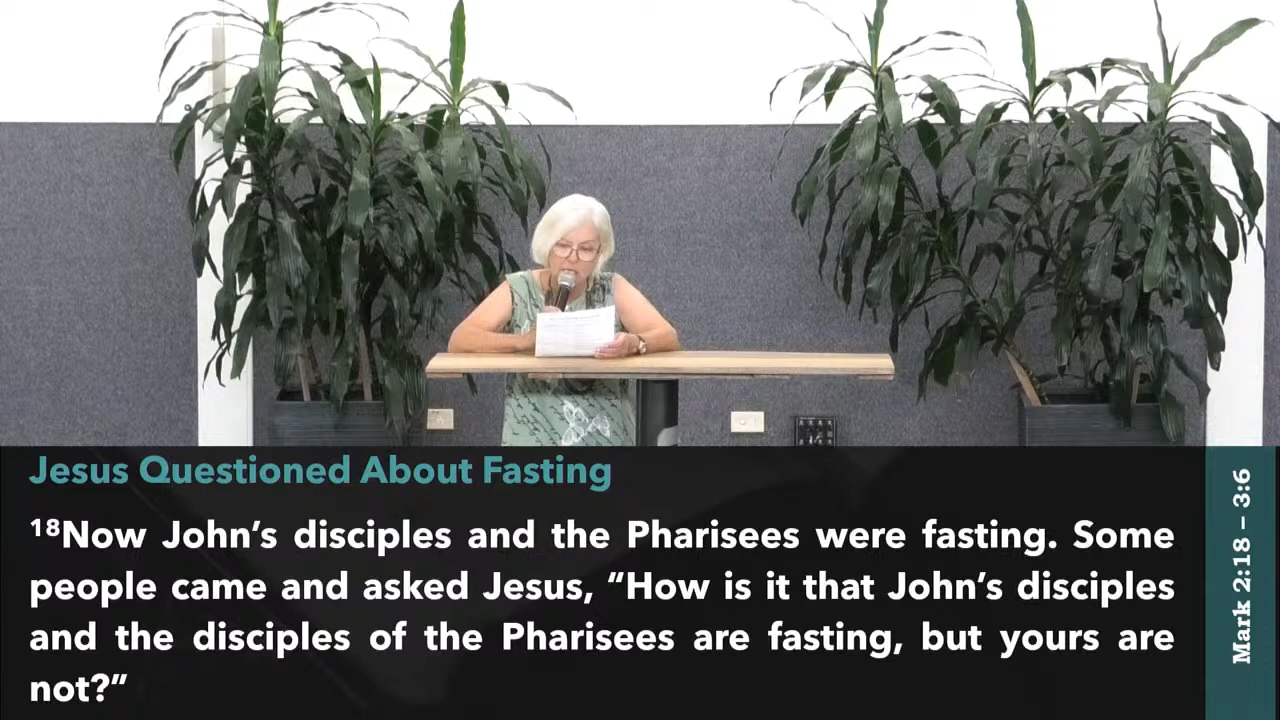 Jesus Questioned About Fasting
¹⁸Now John’s disciples and the Pharisees were fasting. Some
people came and asked Jesus, “How is it that John’s disciples
and the disciples of the Pharisees are fasting, but yours are
not?”
Mark 2:18 – 3:6